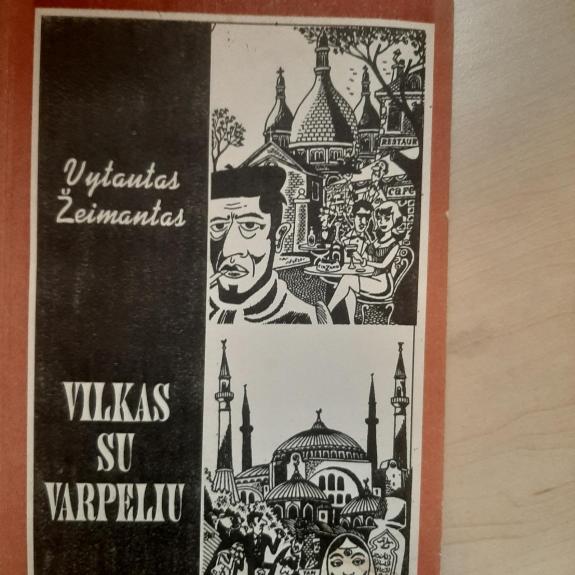 Vytautas
Žeimantas
VILKAS
SU
VARPELIU
RESTAUR
CAFE